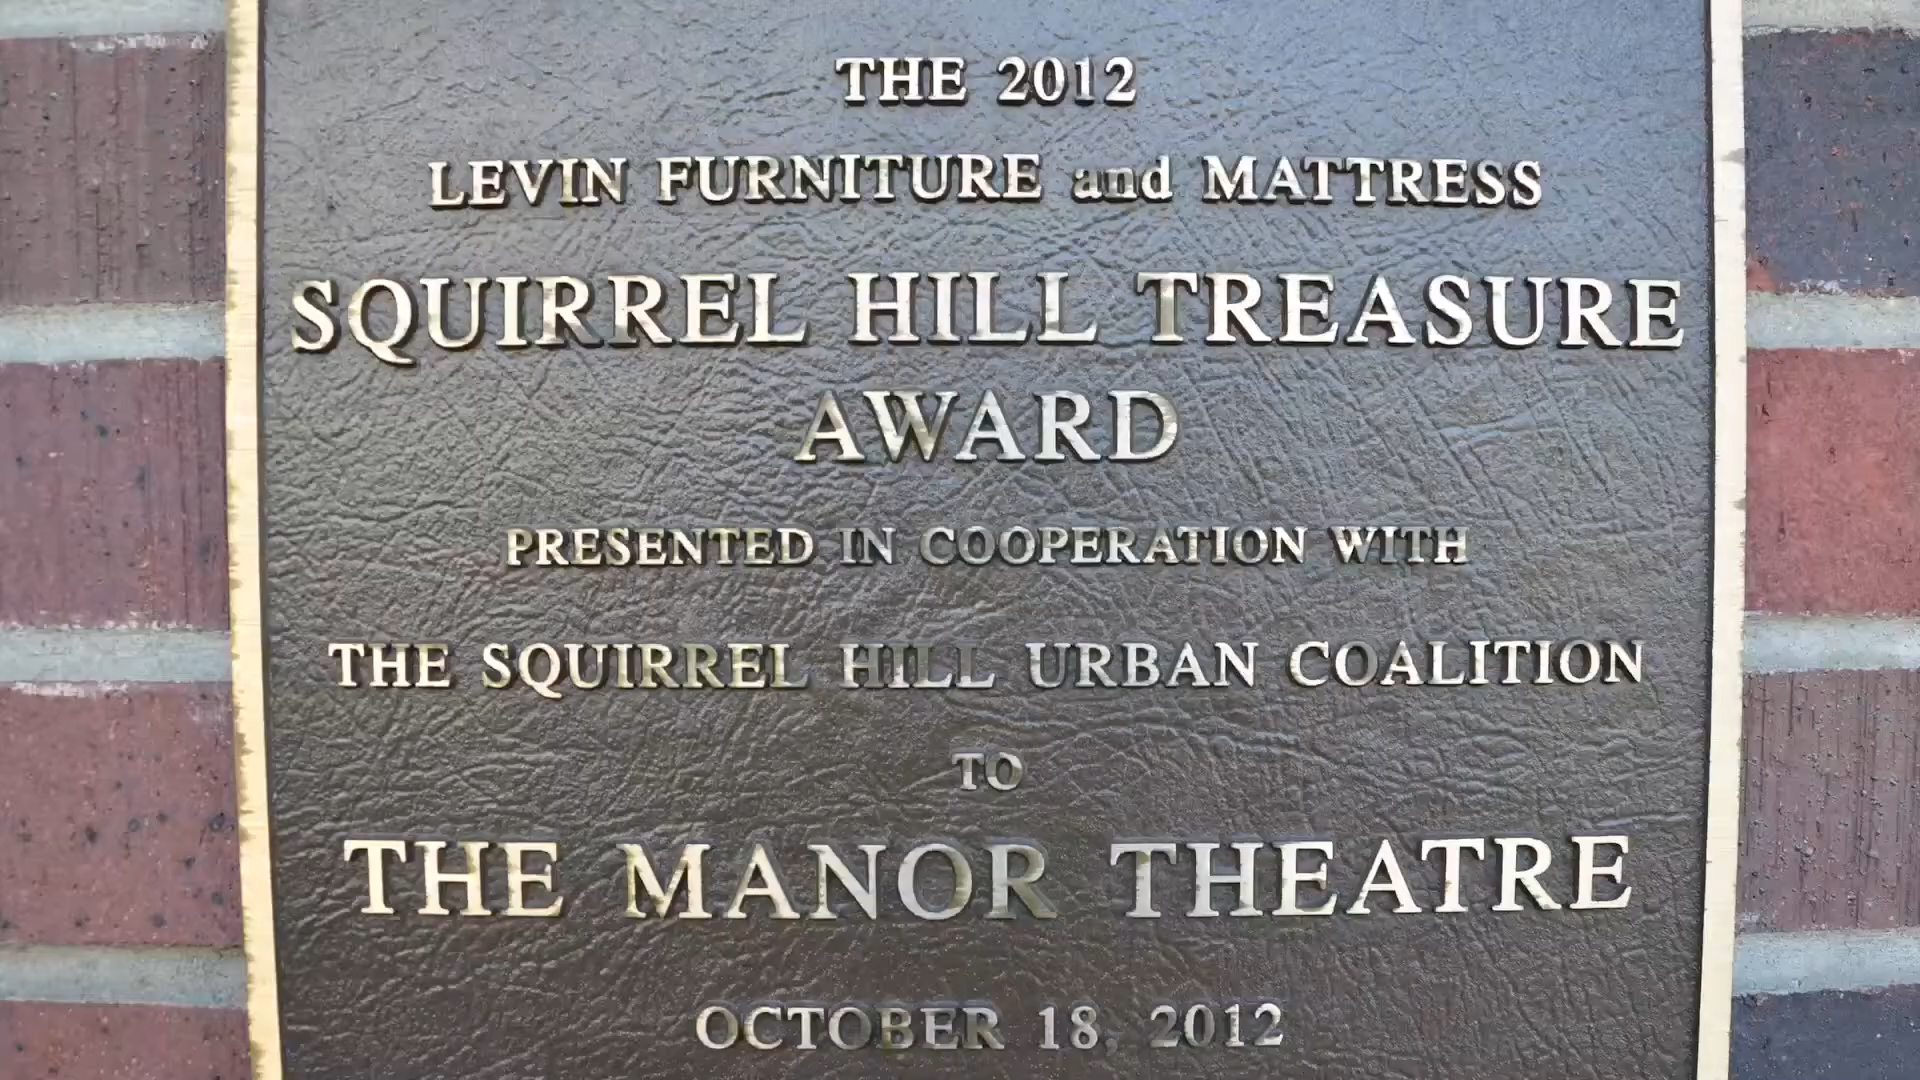 THE 2012
LEVIN FURNITURE and MATTRESS
SQUIRREL HILL TREASURE
AWARD
PRESENTED IN COOPERATION WITH
THE SQUIRREL HILL URBAN COALITION
TO
THE MANOR THEATRE
OCTOBER 18, 2012